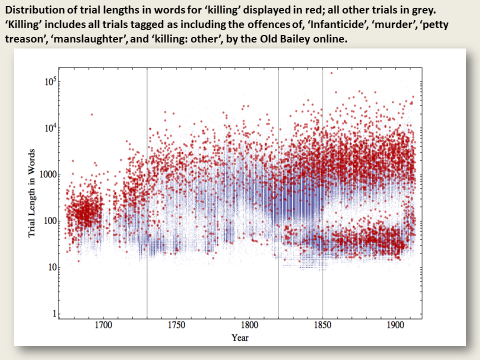 Distribution of trial lengths in words for 'killing' displayed in red; all other trials in grey.
'Killing' includes all trials tagged as including the offences of, 'Infanticide', 'murder', 'petty
treason', 'manslaughter', and 'killing: other', by the Old Bailey online.
10⁵
10⁴
1000
100
10
1
Trial Length in Words
1700 1750 1800 1850 1900
Year